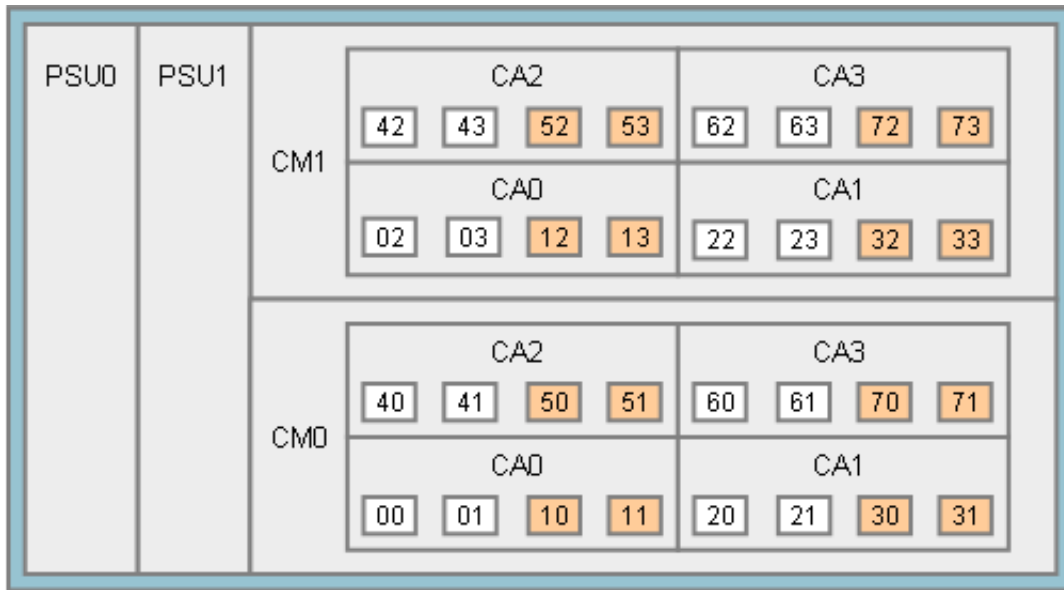 PSU0 PSU1
CM1
CA2 CA3
42 43 52 53 62 63 72 73
CA0 CA1
02 03 12 13 22 23 32 33
CM0
CA2 CA3
40 41 50 51 60 61 70 71
CA0 CA1
00 01 10 11 20 21 30 31